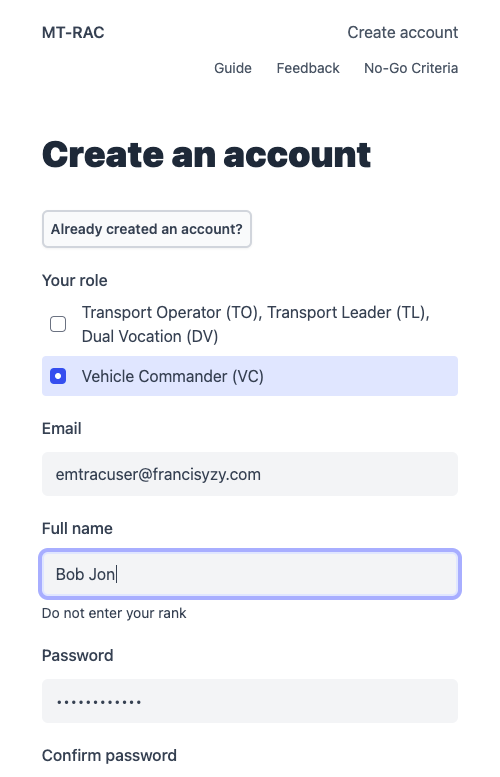 MT-RAC
Create account
Guide
Feedback
No-Go Criteria
Create an account
Already created an account?
Your role
Transport Operator (TO), Transport Leader (TL),
Dual Vocation (DV)
Vehicle Commander (VC)
Email
emtracuser@francisyzy.com
Full name
Bob Jon
Do not enter your rank
Password
••••••••••••
Confirm password